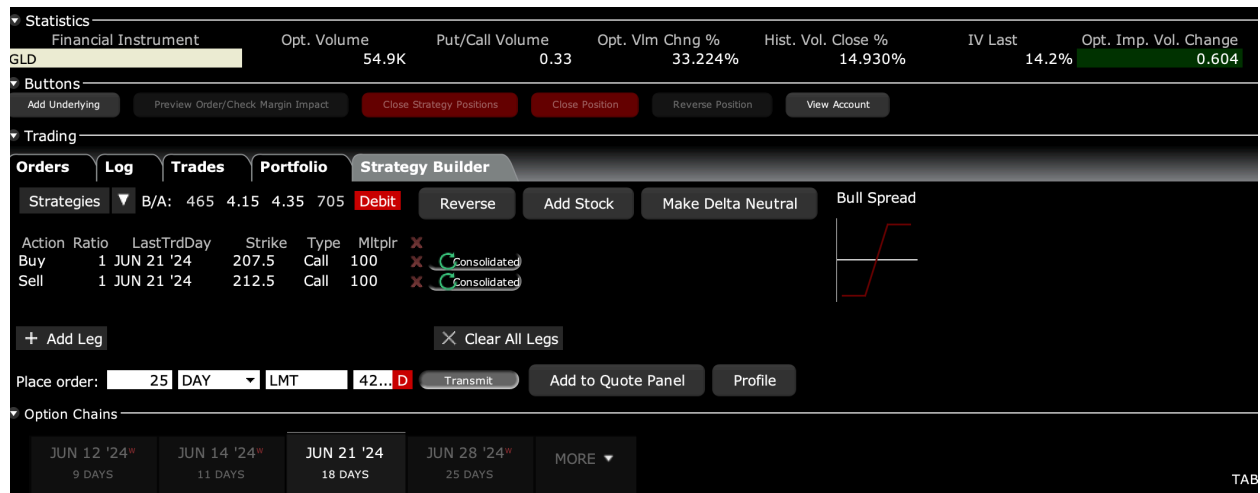 Statistics
Financial Instrument Opt. Volume Put/Call Volume Opt. Vlm Chng % Hist. Vol. Close % IV Last Opt. Imp. Vol. Change
GLD 54.9K 0.33 33.224% 14.930% 14.2% 0.604
Buttons
Add Underlying Preview Order/Check Margin Impact Close Strategy Positions Close Position Reverse Position View Account
Trading
Orders Log Trades Portfolio Strategy Builder
Strategies B/A: 465 4.15 4.35 705 Debit Reverse Add Stock Make Delta Neutral Bull Spread
Action Ratio LastTrdDay Strike Type Mltplr X
Buy 1 JUN 21 '24 207.5 Call 100 X Consolidated
Sell 1 JUN 21 '24 212.5 Call 100 X Consolidated
+ Add Leg X Clear All Legs
Place order: 25 DAY LMT 42... D Transmit Add to Quote Panel Profile
Option Chains
JUN 12 '24W JUN 14 '24W JUN 21 '24 JUN 28 '24W MORE
9 DAYS 11 DAYS 18 DAYS 25 DAYS
TAB